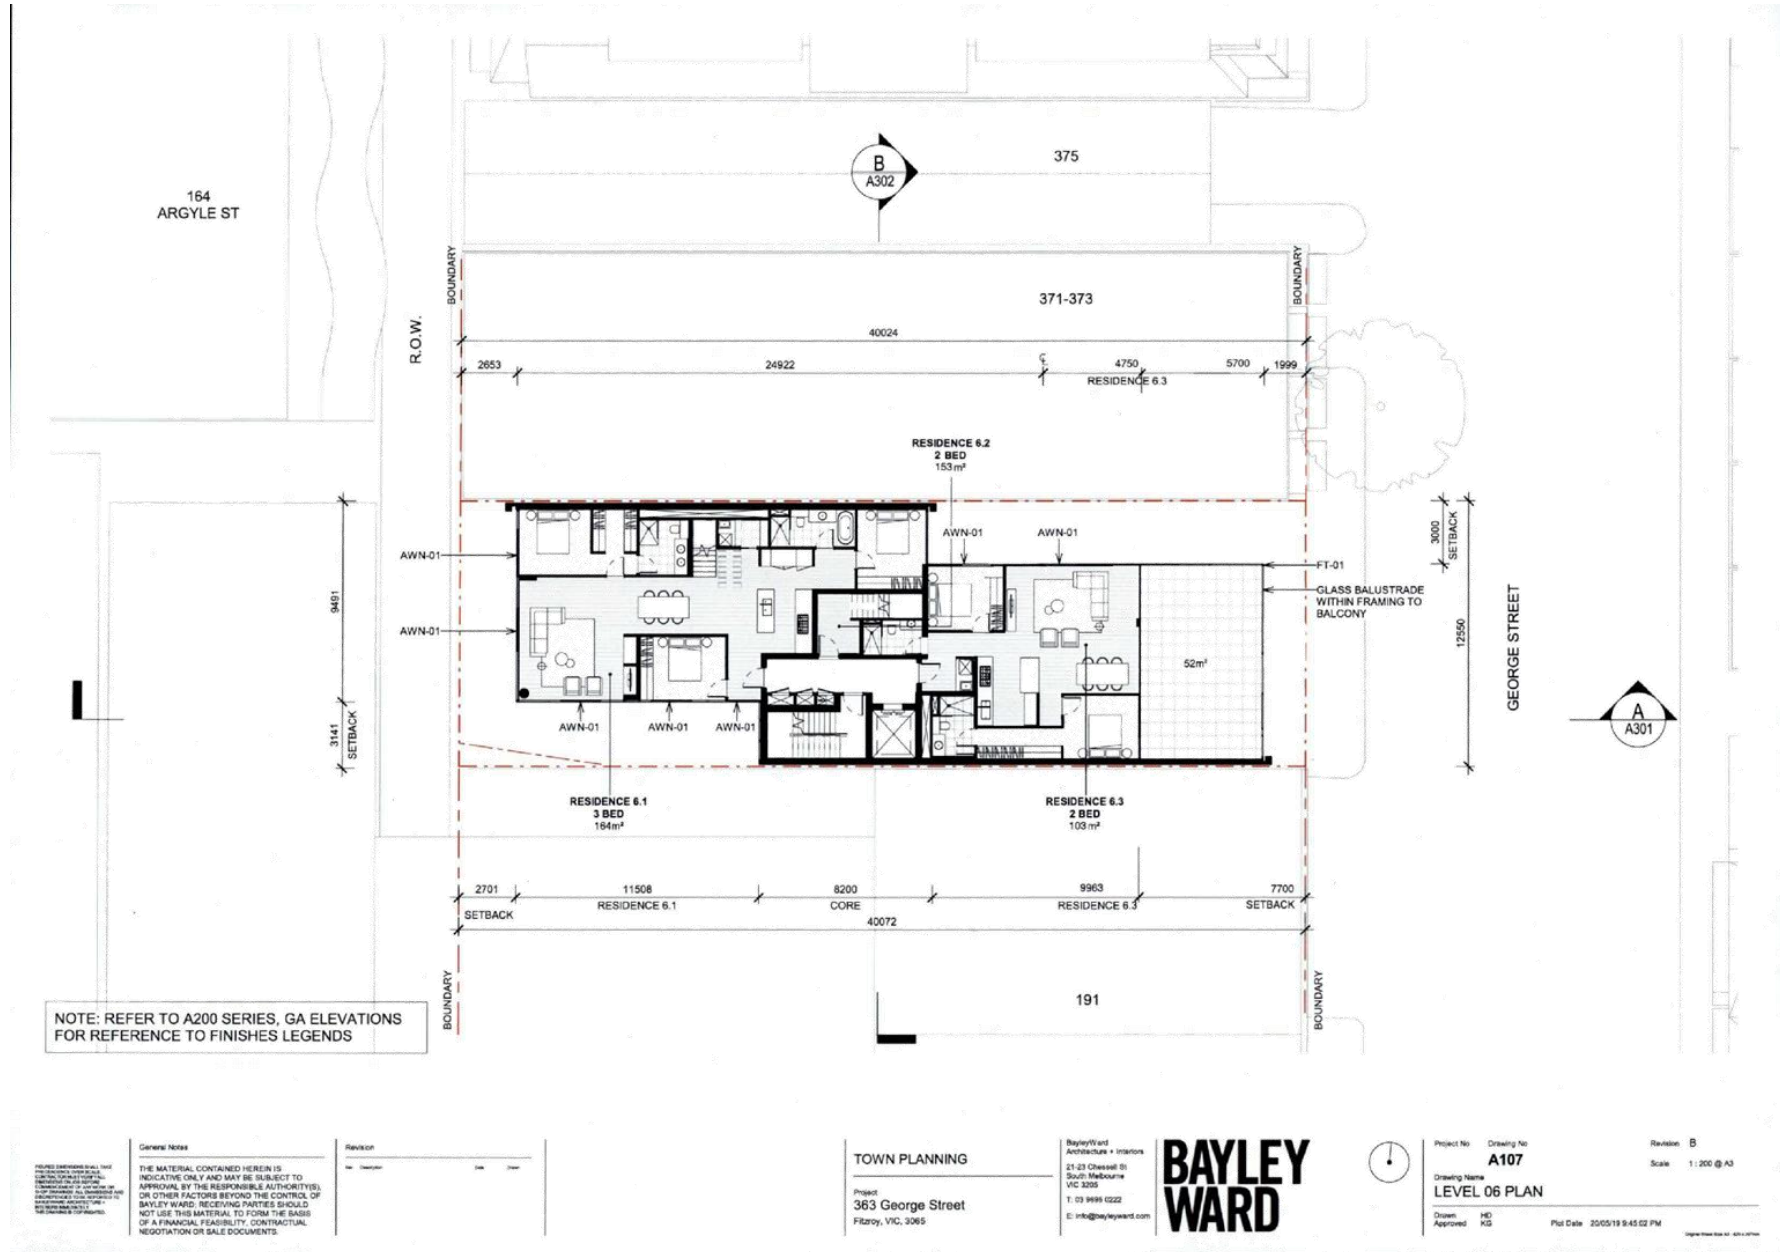 375
B
A302
164
ARGYLE ST
BOUNDARY
BOUNDARY
371-373
R.O.W.
40024
2653
24922
4750
5700
1999
RESIDENCE 6.3
RESIDENCE 6.2
2 BED
153m²
AWN-01
AWN-01
AWN-01
3000
SETBACK
FT-01
GLASS BALUSTRADE
WITHIN FRAMING TO
BALCONY
9491
AWN-01
12550
GEORGE STREET
52m²
A
A301
3141
SETBACK
AWN-01
AWN-01
AWN-01
RESIDENCE 6.1
3 BED
164m²
RESIDENCE 6.3
2 BED
103m²
2701
11508
8200
9963
7700
SETBACK
RESIDENCE 6.1
CORE
RESIDENCE 6.3
SETBACK
40072
BOUNDARY
BOUNDARY
191
NOTE: REFER TO A200 SERIES, GA ELEVATIONS
FOR REFERENCE TO FINISHES LEGENDS
General Notes
THE MATERIAL CONTAINED HEREIN IS
INDICATIVE ONLY AND MAY BE SUBJECT TO
APPROVAL BY THE RESPONSIBLE AUTHORITY(S),
OR OTHER FACTORS BEYOND THE CONTROL OF
BAYLEY WARD; RECEIVING PARTIES SHOULD
NOT USE THIS MATERIAL TO FORM THE BASIS
OF A FINANCIAL FEASIBILITY, CONTRACTUAL
NEGOTIATION OR SALE DOCUMENTS.
Revision
TOWN PLANNING
Project
363 George Street
Fitzroy, VIC, 3065
BayleyWard
Architecture + Interiors
21-23 Chessell St
South Melbourne
VIC 3205
T: 03 9695 0222
E: info@bayleyward.com
BAYLEY
WARD
Project No
Drawing No
A107
Revision B
Scale 1 : 200 @ A3
Drawing Name
LEVEL 06 PLAN
Drawn HD
Approved KG
Plot Date 20/05/19 9:45:02 PM